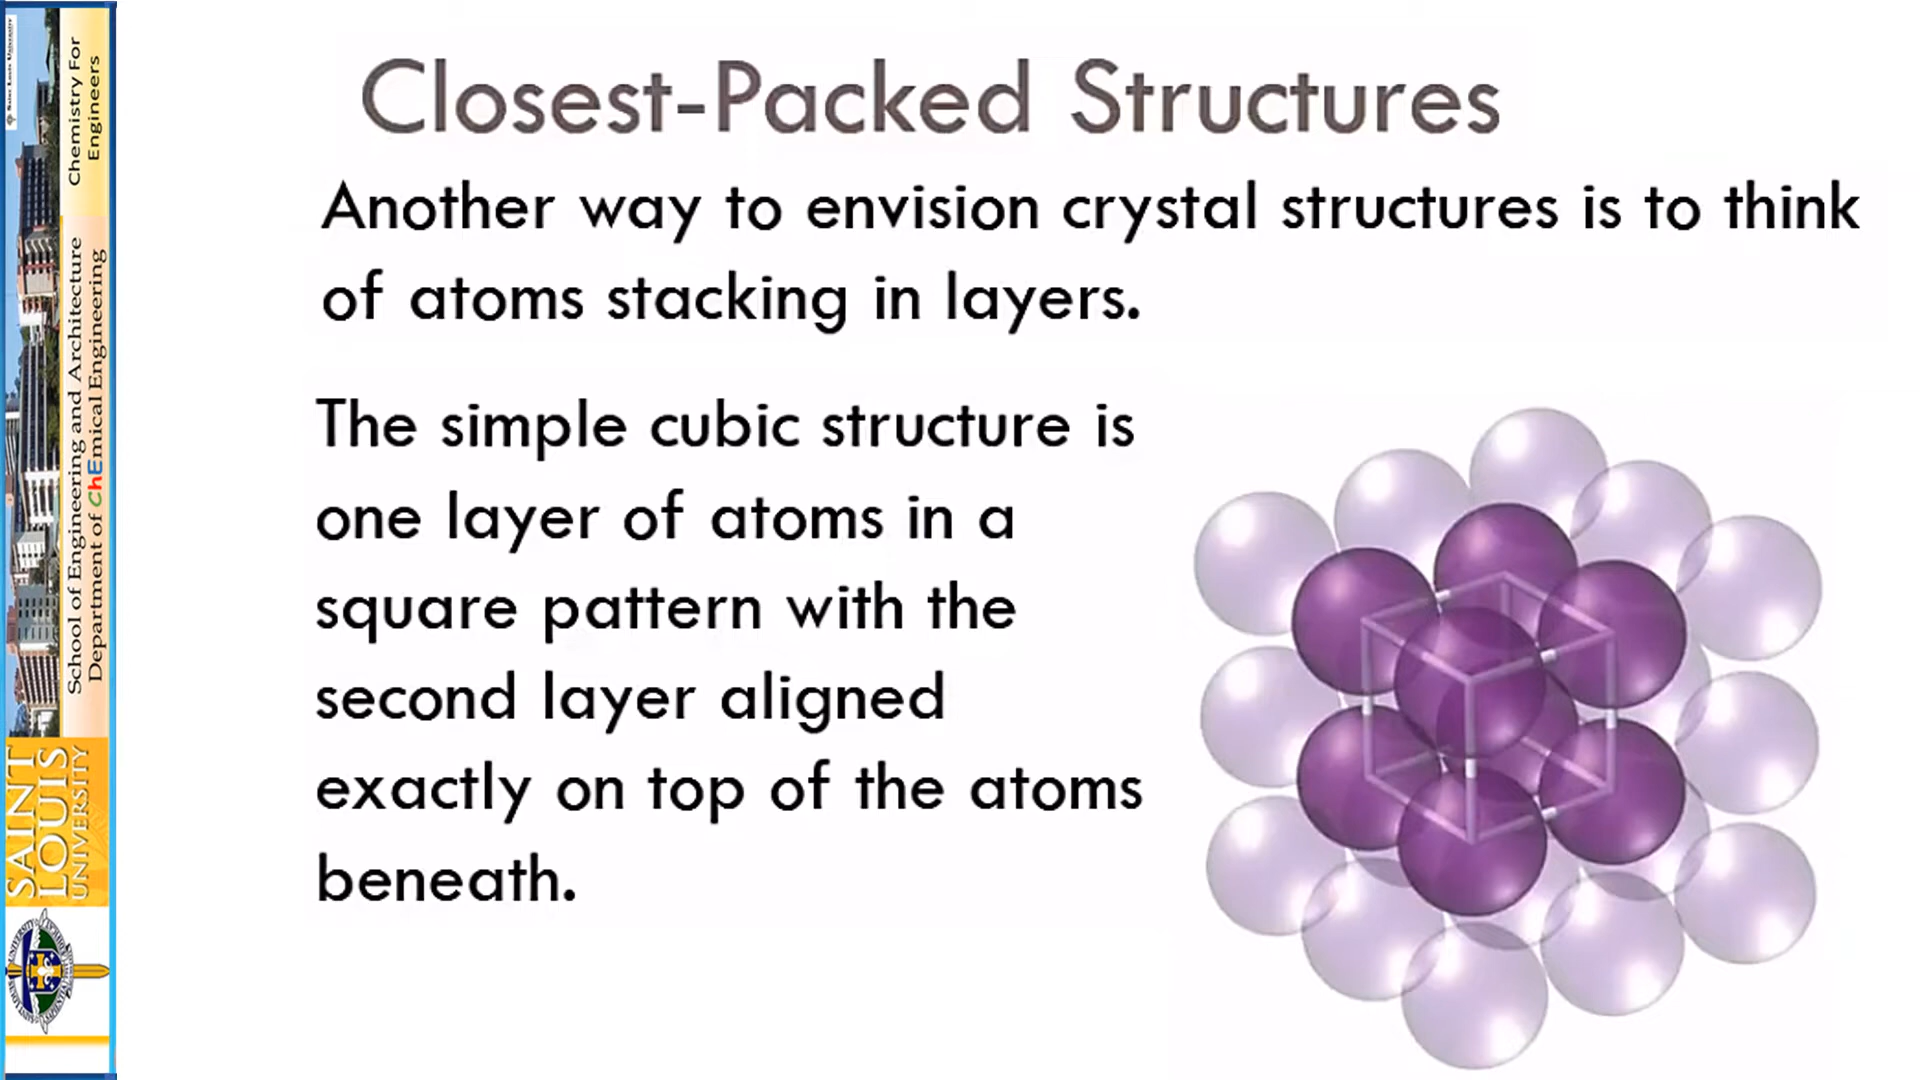 Closest-Packed Structures
Another way to envision crystal structures is to think
of atoms stacking in layers.
The simple cubic structure is
one layer of atoms in a
square pattern with the
second layer aligned
exactly on top of the atoms
beneath.
Chemistry For
Engineers
School of Engineering and Architecture
Department of ChEmical Engineering
SAINT
LOUIS
UNIVERSITY